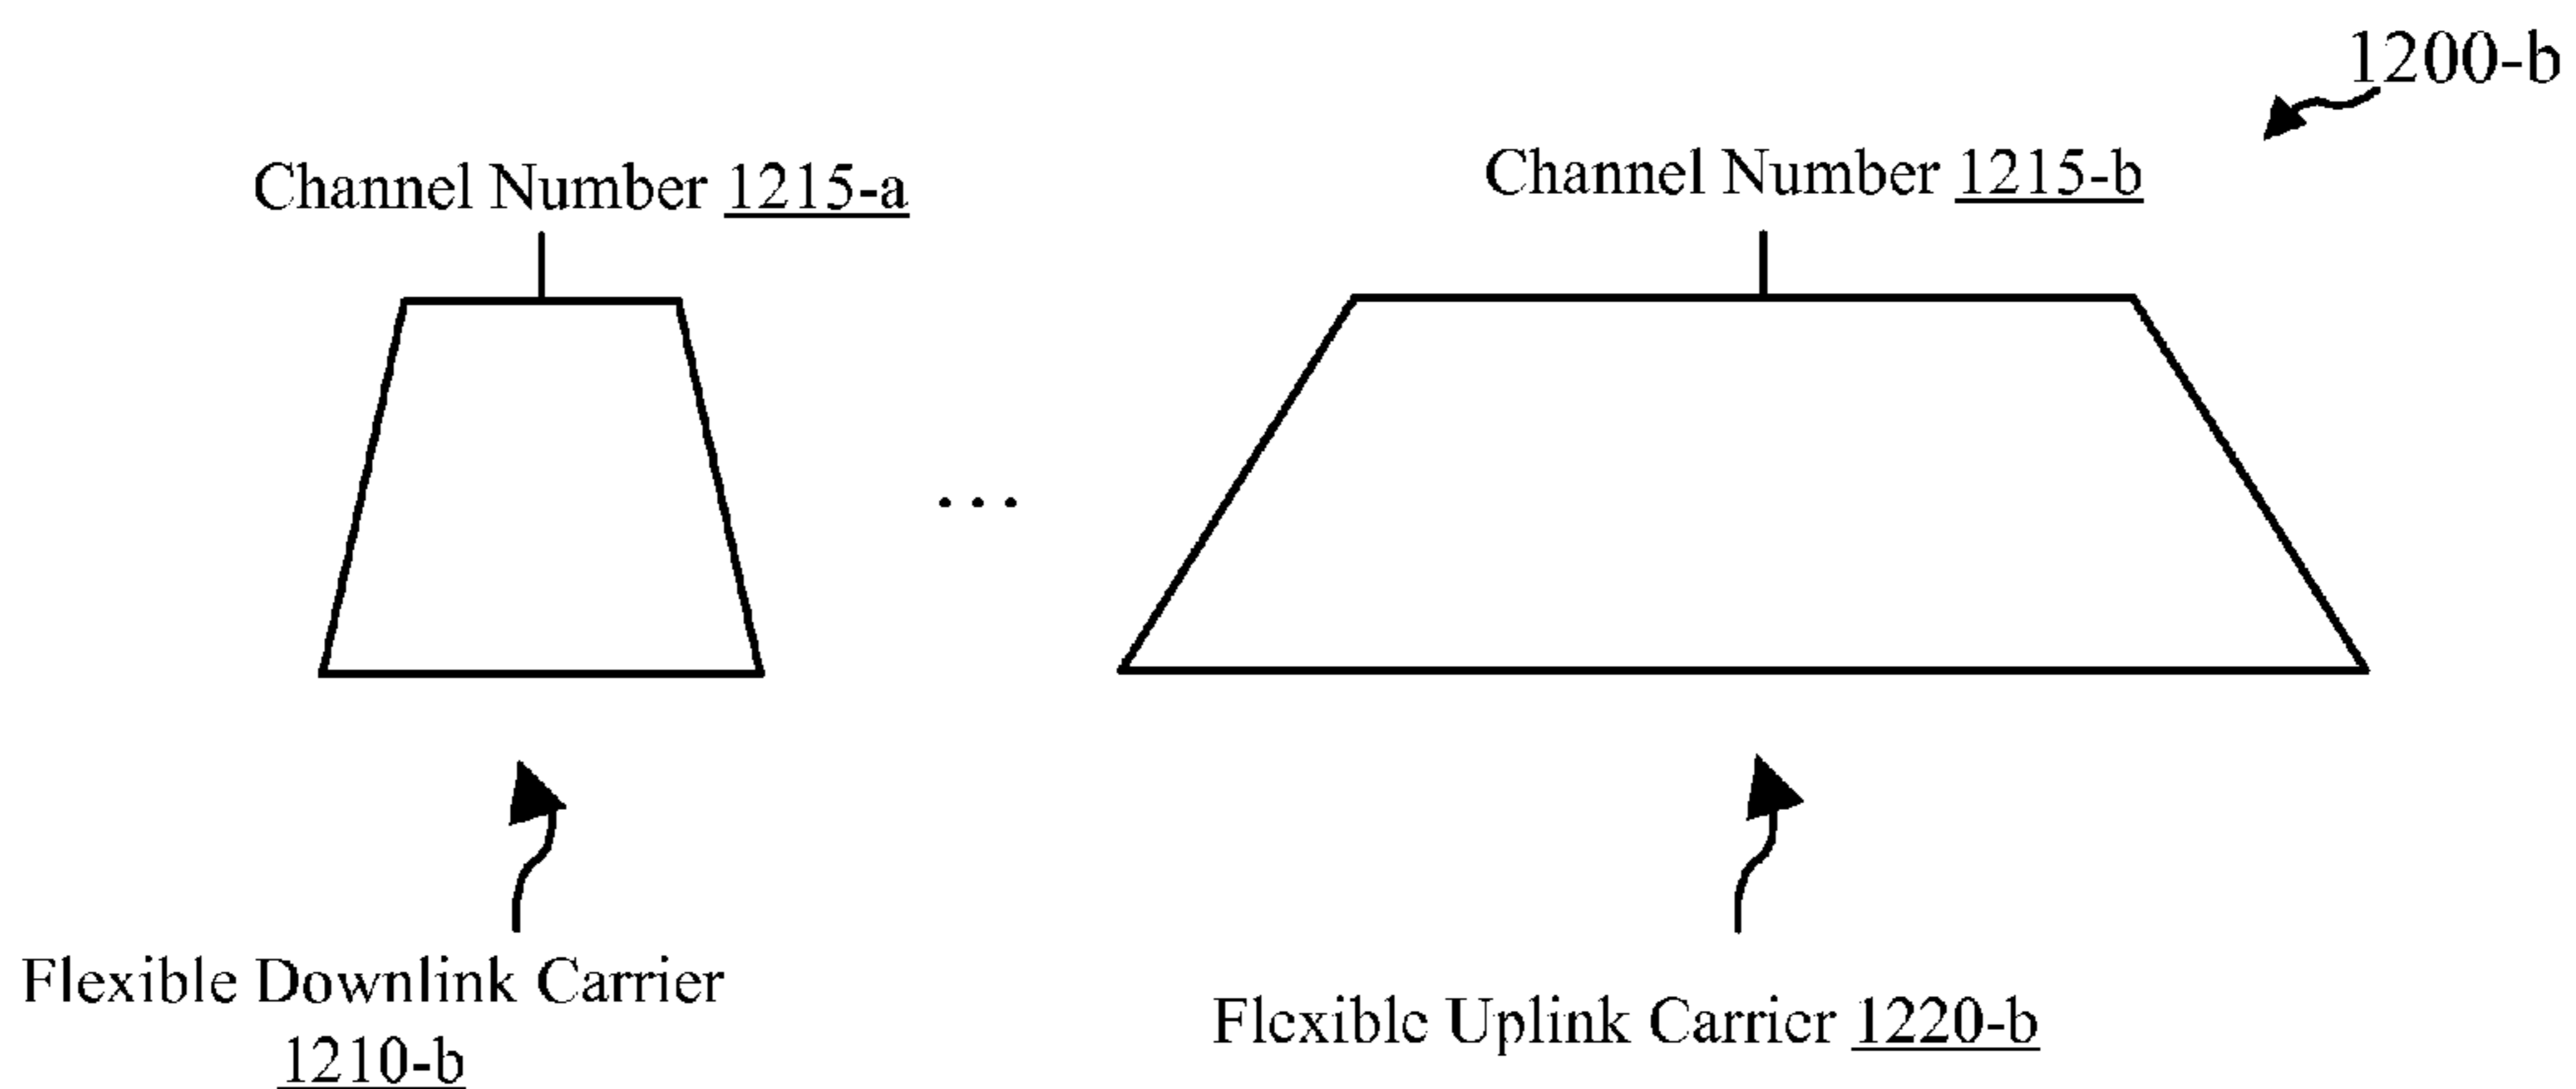 1200-b
Channel Number 1215-a
Channel Number 1215-b
...
Flexible Downlink Carrier
1210-b
Flexible Uplink Carrier 1220-b